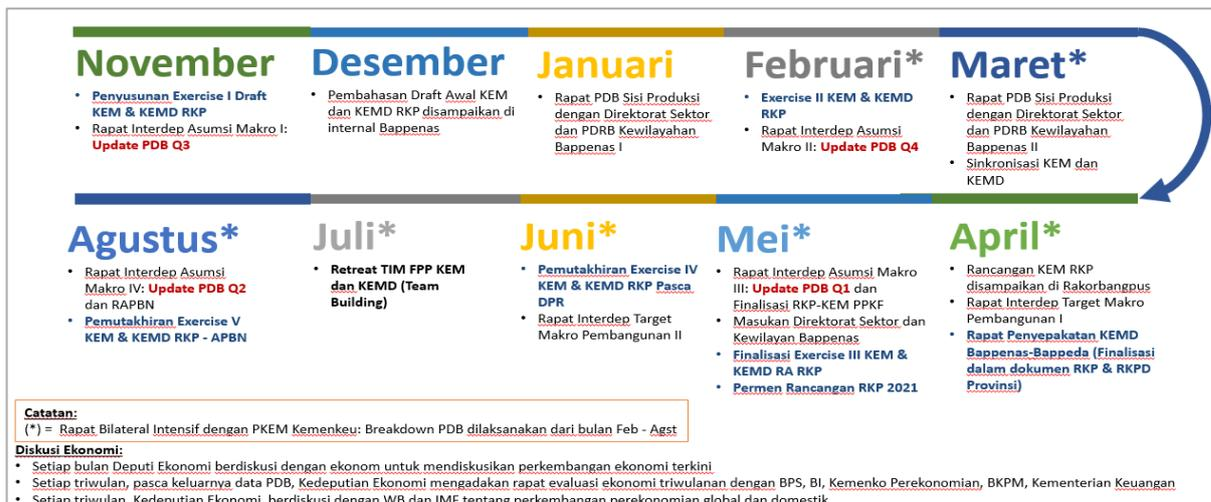 November
• Penyusunan Exercise I Draft
KEM & KEMD RKP
• Rapat Interdep Asumsi Makro I:
Update PDB Q3
Desember
• Pembahasan Draft Awal KEM
dan KEMD RKP disampaikan di
internal Bappenas
Januari
• Rapat PDB Sisi Produksi
dengan Direktorat Sektor
dan PDRB Kewilayahan
Bappenas I
Februari*
• Exercise II KEM & KEMD
RKP
• Rapat Interdep Asumsi
Makro II: Update PDB Q4
Maret*
• Rapat PDB Sisi Produksi
dengan Direktorat Sektor
dan PDRB Kewilayahan
Bappenas II
• Sinkronisasi KEM dan
KEMD
April*
• Rancangan KEM RKP
disampaikan di Rakorbangpus
• Rapat Interdep Target Makro
Pembangunan I
• Rapat Penyepakatan KEMD
Bappenas-Bappeda (Finalisasi
dalam dokumen RKP & RKPD
Provinsi)
Mei*
• Rapat Interdep Asumsi Makro
III: Update PDB Q1 dan
Finalisasi RKP-KEM PPKF
• Masukan Direktorat Sektor dan
Kewilayan Bappenas
• Finalisasi Exercise III KEM &
KEMD RA RKP
• Permen Rancangan RKP 2021
Juni*
• Pemutakhiran Exercise IV
KEM & KEMD RKP Pasca
DPR
• Rapat Interdep Target
Makro Pembangunan II
Juli*
• Retreat TIM FPP KEM
dan KEMD (Team
Building)
Agustus*
• Rapat Interdep Asumsi
Makro IV: Update PDB Q2
dan RAPBN
• Pemutakhiran Exercise V
KEM & KEMD RKP - APBN
Catatan:
(*) = Rapat Bilateral Intensif dengan PKEM Kemenkeu: Breakdown PDB dilaksanakan dari bulan Feb - Agst
Diskusi Ekonomi:
• Setiap bulan Deputi Ekonomi berdiskusi dengan ekonom untuk mendiskusikan perkembangan ekonomi terkini
• Setiap triwulan, pasca keluarnya data PDB, Kedeputian Ekonomi mengadakan rapat evaluasi ekonomi triwulanan dengan BPS, BI, Kemenko Perekonomian, BKPM, Kementerian Keuangan
• Setiap triwulan, Kedeputian Ekonomi, berdiskusi dengan WB dan IMF tentang perkembangan perekonomian global dan domestik